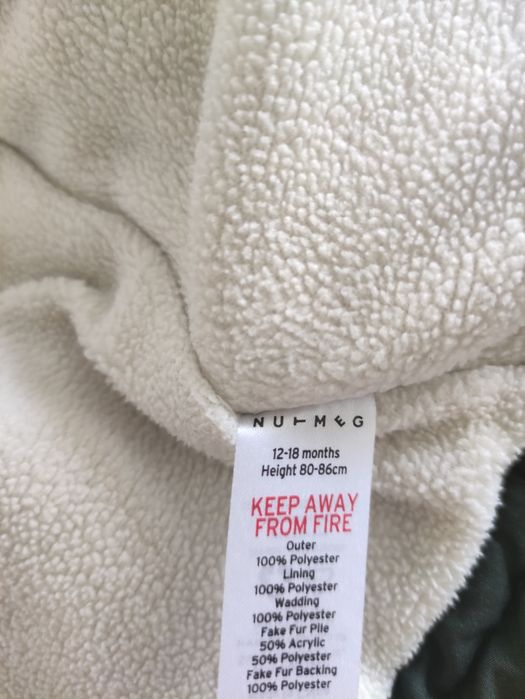 NUTMEG
12-18 months
Height 80-86cm
KEEP AWAY
FROM FIRE
Outer
100% Polyester
Lining
100% Polyester
Wadding
100% Polyester
Fake Fur Pile
50% Acrylic
50% Polyester
Fake Fur Backing
100% Polyester